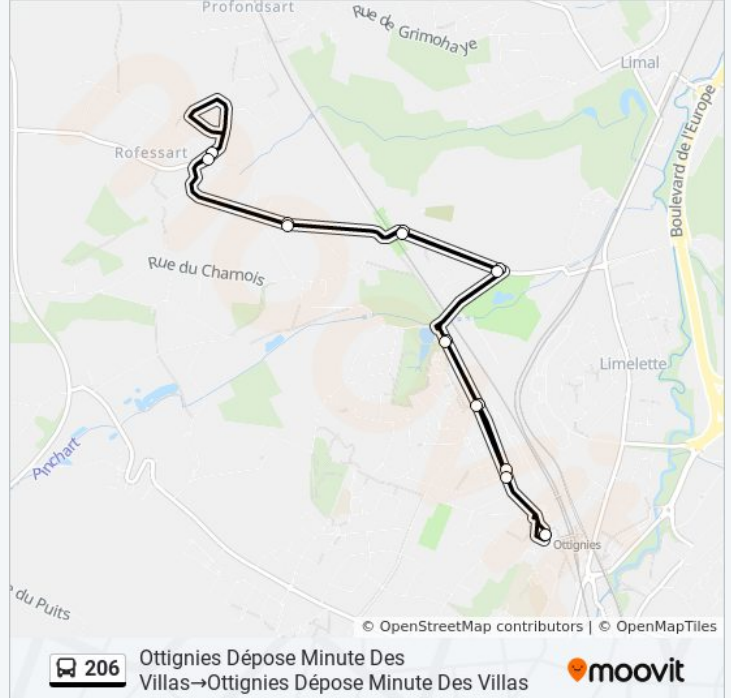 Profondsart
Rue de Grimohaye
Limal
Boulevard de l'Europe
Rofessart
Rue du Chamois
Limelette
Pinchart
Ottignies
e du Puits
© OpenStreetMap contributors | © OpenMapTiles
206
Ottignies Dépose Minute Des
Villas→Ottignies Dépose Minute Des Villas
moovit